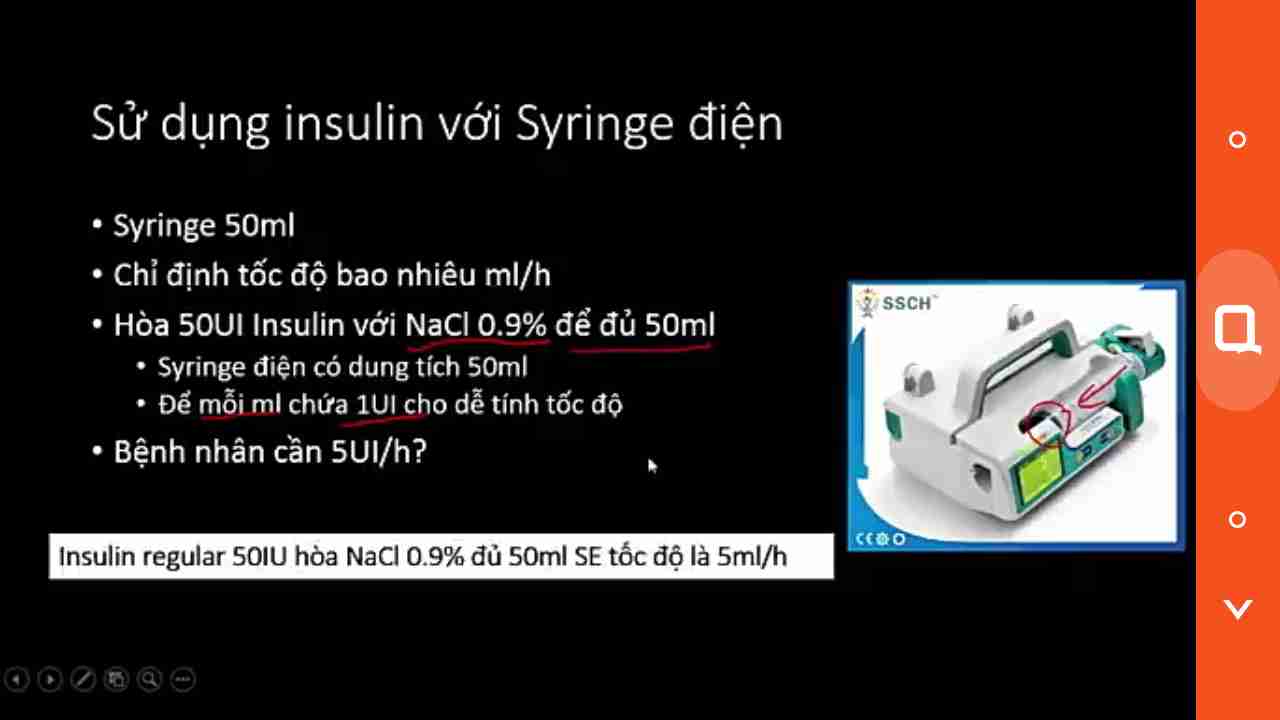 Sử dụng insulin với Syringe điện
• Syringe 50ml
• Chỉ định tốc độ bao nhiêu ml/h
• Hòa 50UI Insulin với NaCl 0.9% để đủ 50ml
• Syringe điện có dung tích 50ml
• Để mỗi ml chứa 1UI cho dễ tính tốc độ
• Bệnh nhân cần 5UI/h?
SSCH™
Insulin regular 50IU hòa NaCl 0.9% đủ 50ml SE tốc độ là 5ml/h